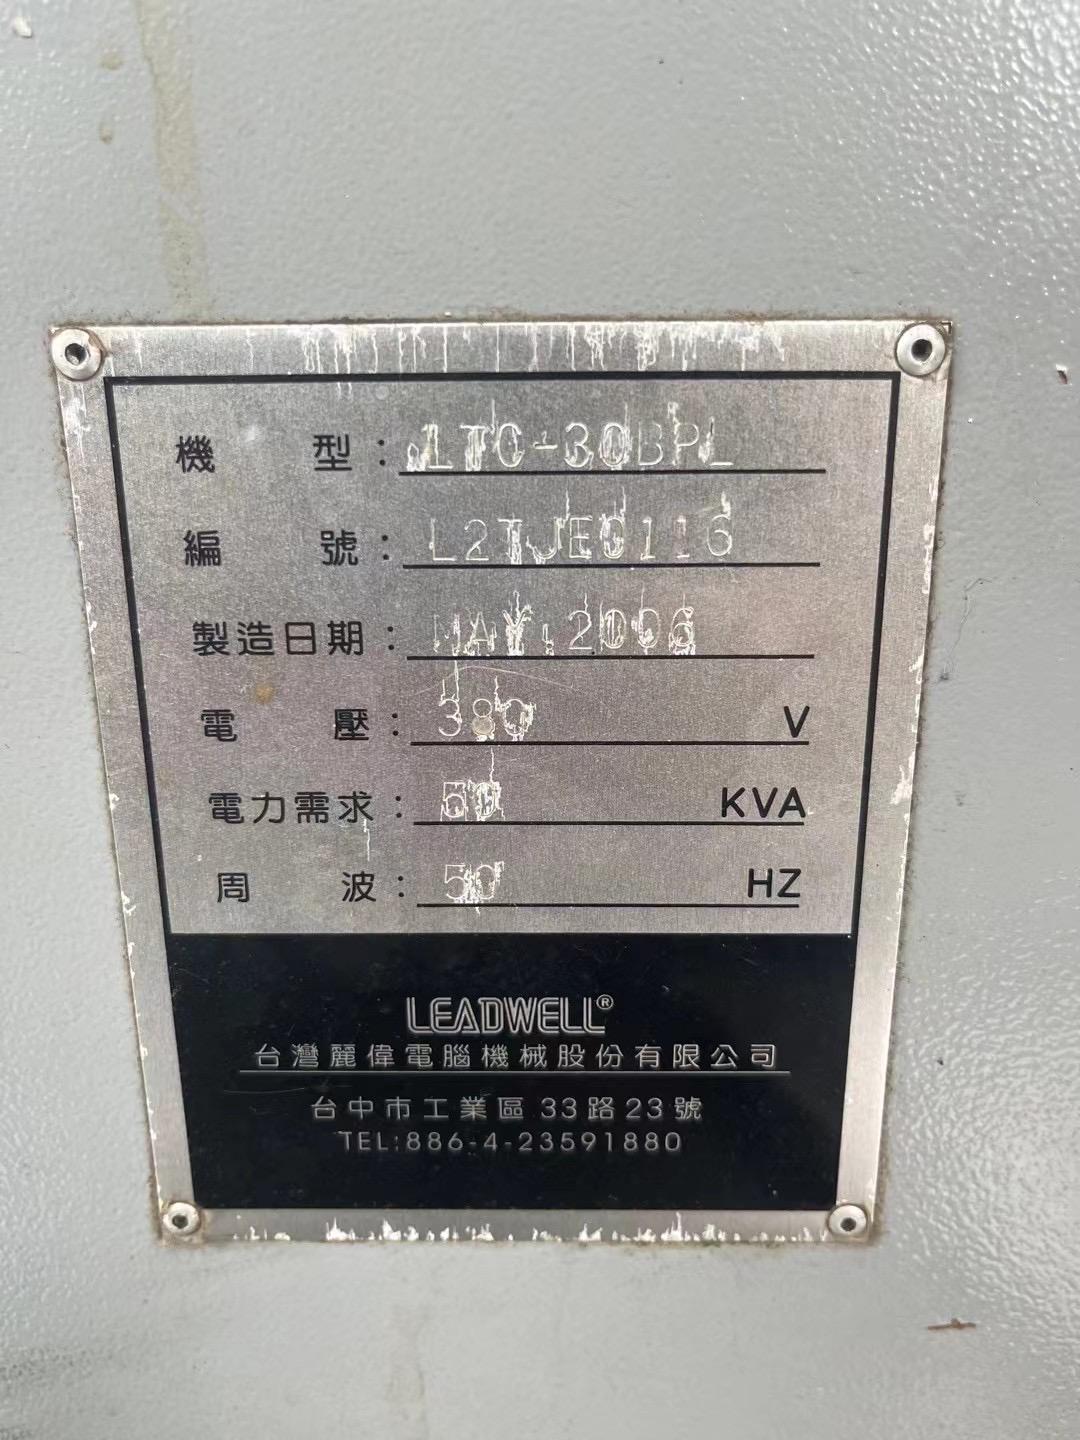 機型：LTC-30BPL
編號：L2TJE0116
製造日期：MAY.2006
電壓：380 V
電力需求：50 KVA
周波：50 HZ
LEADWELL®
台灣麗偉電腦機械股份有限公司
台中市工業區33路23號
TEL:886-4-23591880